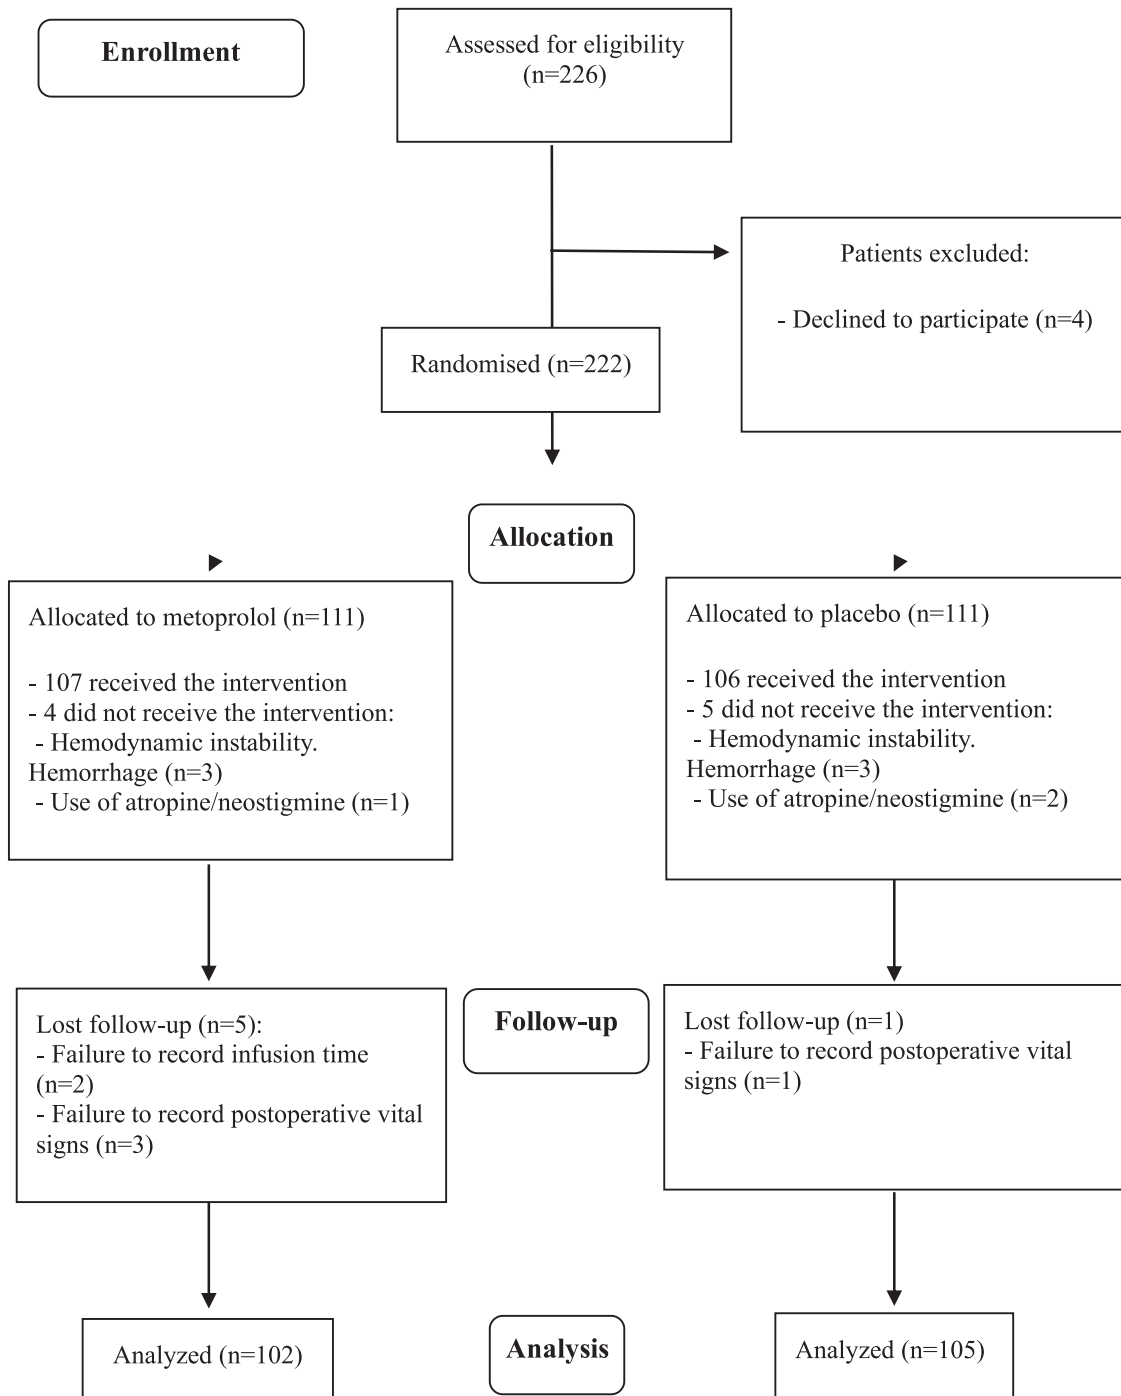 Enrollment
Assessed for eligibility
(n=226)
Patients excluded:
- Declined to participate (n=4)
Randomised (n=222)
Allocation
Allocated to metoprolol (n=111)
- 107 received the intervention
- 4 did not receive the intervention:
- Hemodynamic instability.
Hemorrhage (n=3)
- Use of atropine/neostigmine (n=1)
Allocated to placebo (n=111)
- 106 received the intervention
- 5 did not receive the intervention:
- Hemodynamic instability.
Hemorrhage (n=3)
- Use of atropine/neostigmine (n=2)
Lost follow-up (n=5):
- Failure to record infusion time
(n=2)
- Failure to record postoperative vital
signs (n=3)
Follow-up
Lost follow-up (n=1)
- Failure to record postoperative vital
signs (n=1)
Analyzed (n=102)
Analysis
Analyzed (n=105)